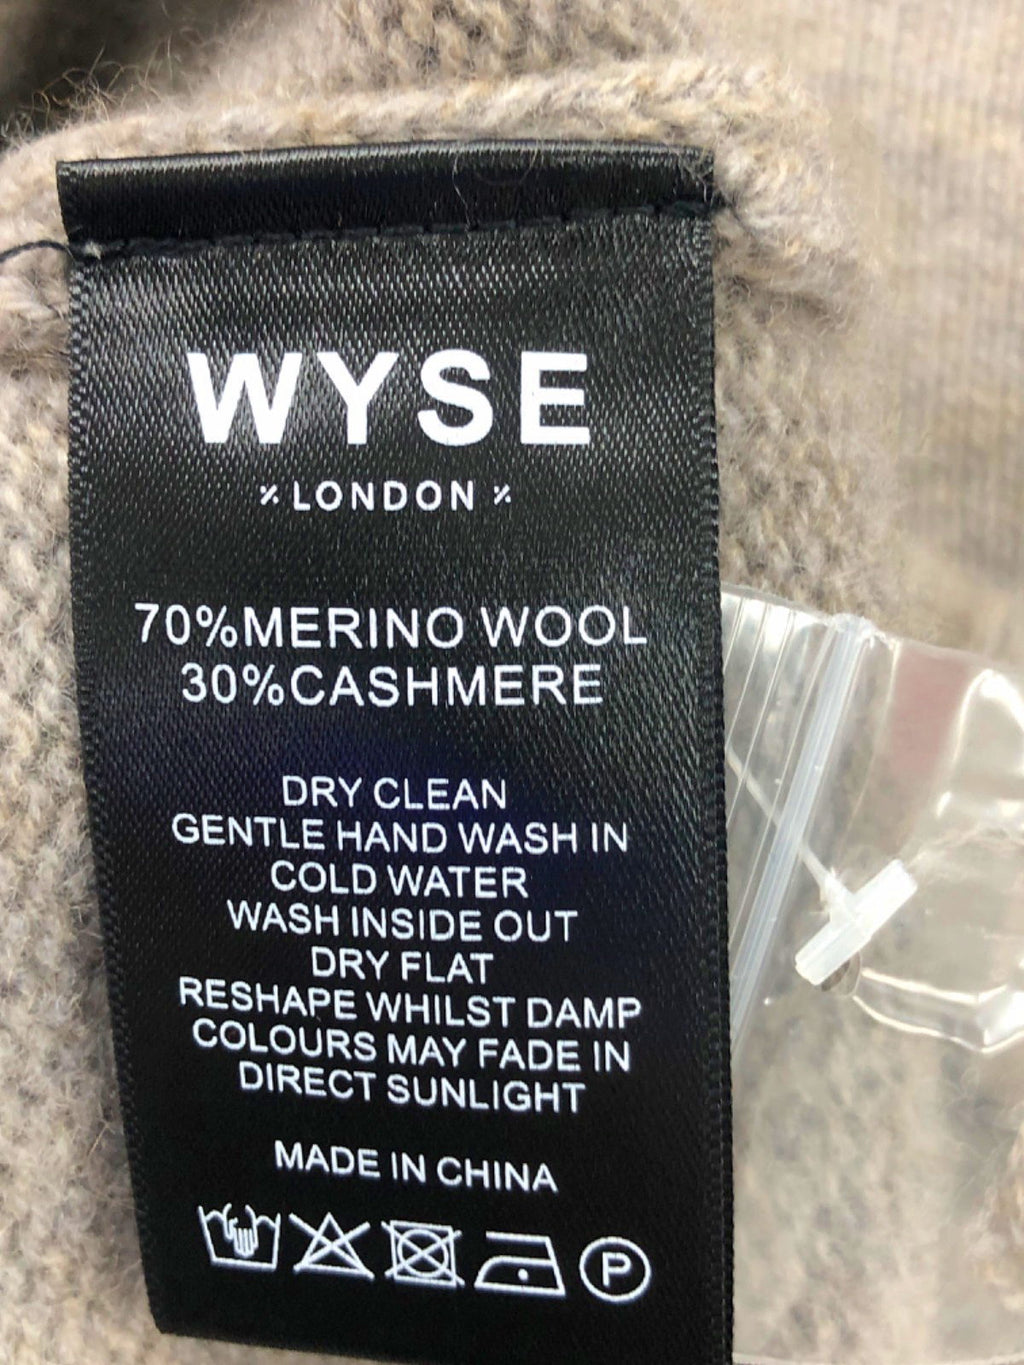 WYSE
LONDON
70%MERINO WOOL
30%CASHMERE
DRY CLEAN
GENTLE HAND WASH IN
COLD WATER
WASH INSIDE OUT
DRY FLAT
RESHAPE WHILST DAMP
COLOURS MAY FADE IN
DIRECT SUNLIGHT
MADE IN CHINA
P